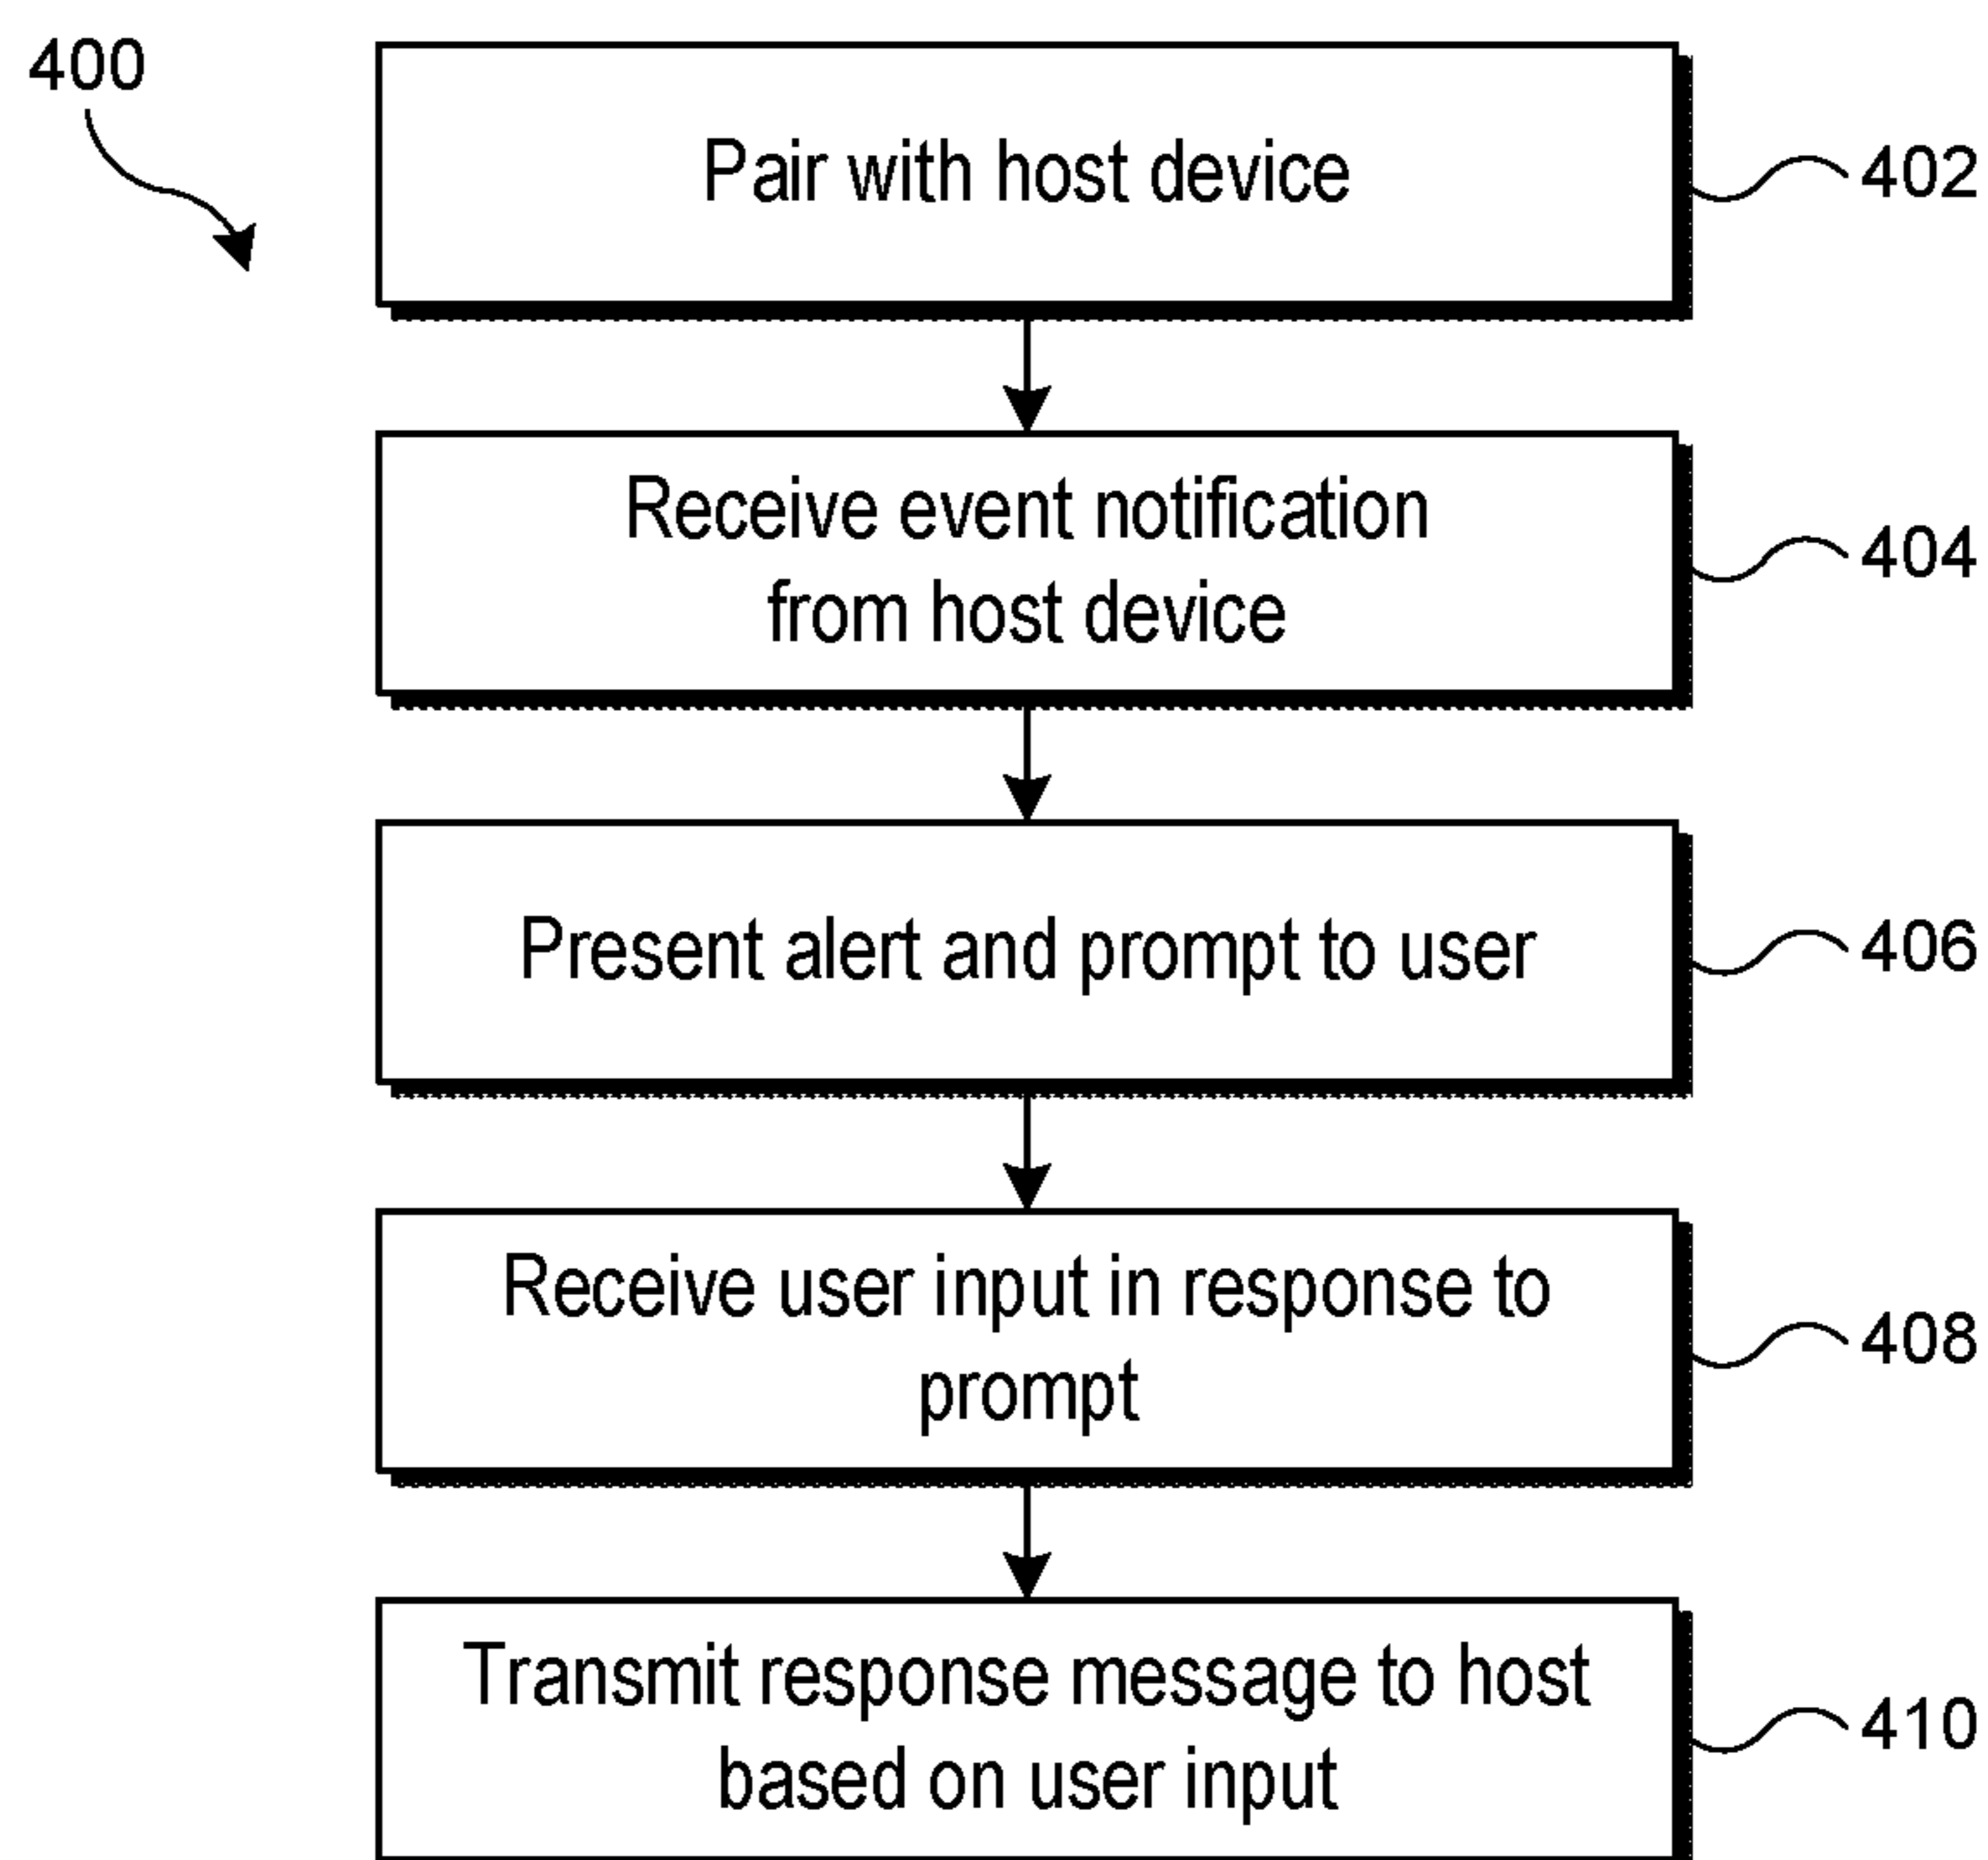 400
Pair with host device
402
Receive event notification
from host device
404
Present alert and prompt to user
406
Receive user input in response to
prompt
408
Transmit response message to host
based on user input
410